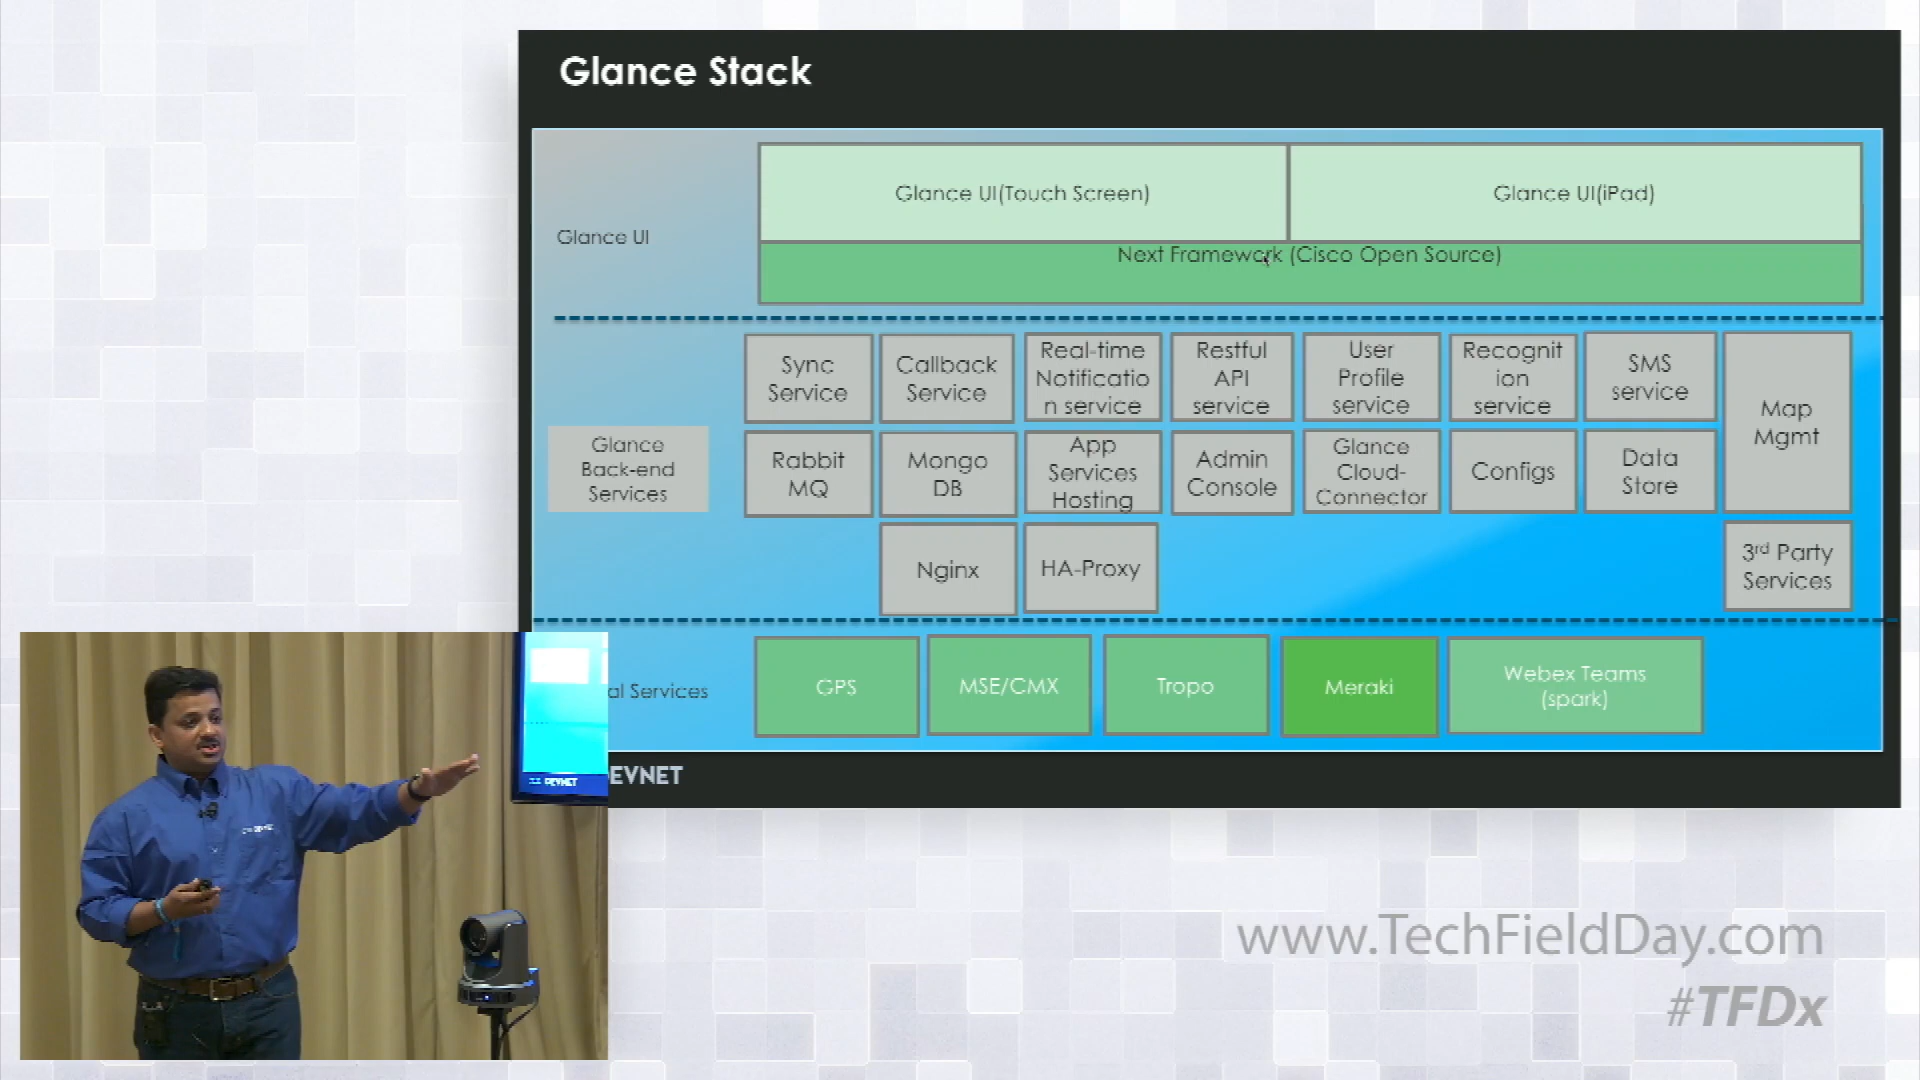 Glance Stack
Glance UI(Touch Screen)
Glance UI(iPad)
Glance UI
Next Framework (Cisco Open Source)
Sync
Service
Callback
Service
Real-time
Notificatio
n service
Restful
API
service
User
Profile
service
Recognit
ion
service
SMS
service
Map
Mgmt
Glance
Back-end
Services
Rabbit
MQ
Mongo
DB
App
Services
Hosting
Admin
Console
Glance
Cloud-
Connector
Configs
Data
Store
Nginx
HA-Proxy
3rd Party
Services
al Services
GPS
MSE/CMX
Tropo
Meraki
Webex Teams
(spark)
EVNET
DEVNET
www.TechFieldDay.com
#TFDx